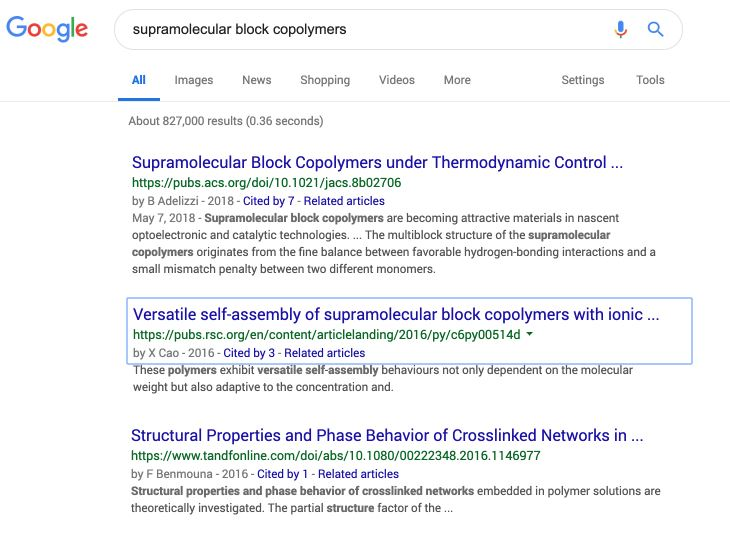 Google
supramolecular block copolymers
All Images News Shopping Videos More Settings Tools
About 827,000 results (0.36 seconds)
Supramolecular Block Copolymers under Thermodynamic Control ...
https://pubs.acs.org/doi/10.1021/jacs.8b02706
by B Adelizzi - 2018 - Cited by 7 - Related articles
May 7, 2018 - Supramolecular block copolymers are becoming attractive materials in nascent
optoelectronic and catalytic technologies. ... The multiblock structure of the supramolecular
copolymers originates from the fine balance between favorable hydrogen-bonding interactions and a
small mismatch penalty between two different monomers.
Versatile self-assembly of supramolecular block copolymers with ionic ...
https://pubs.rsc.org/en/content/articlelanding/2016/py/c6py00514d
by X Cao - 2016 - Cited by 3 - Related articles
These polymers exhibit versatile self-assembly behaviours not only dependent on the molecular
weight but also adaptive to the concentration and.
Structural Properties and Phase Behavior of Crosslinked Networks in ...
https://www.tandfonline.com/doi/abs/10.1080/00222348.2016.1146977
by F Benmouna - 2016 - Cited by 1 - Related articles
Structural properties and phase behavior of crosslinked networks embedded in polymer solutions are
theoretically investigated. The partial structure factor of the ...